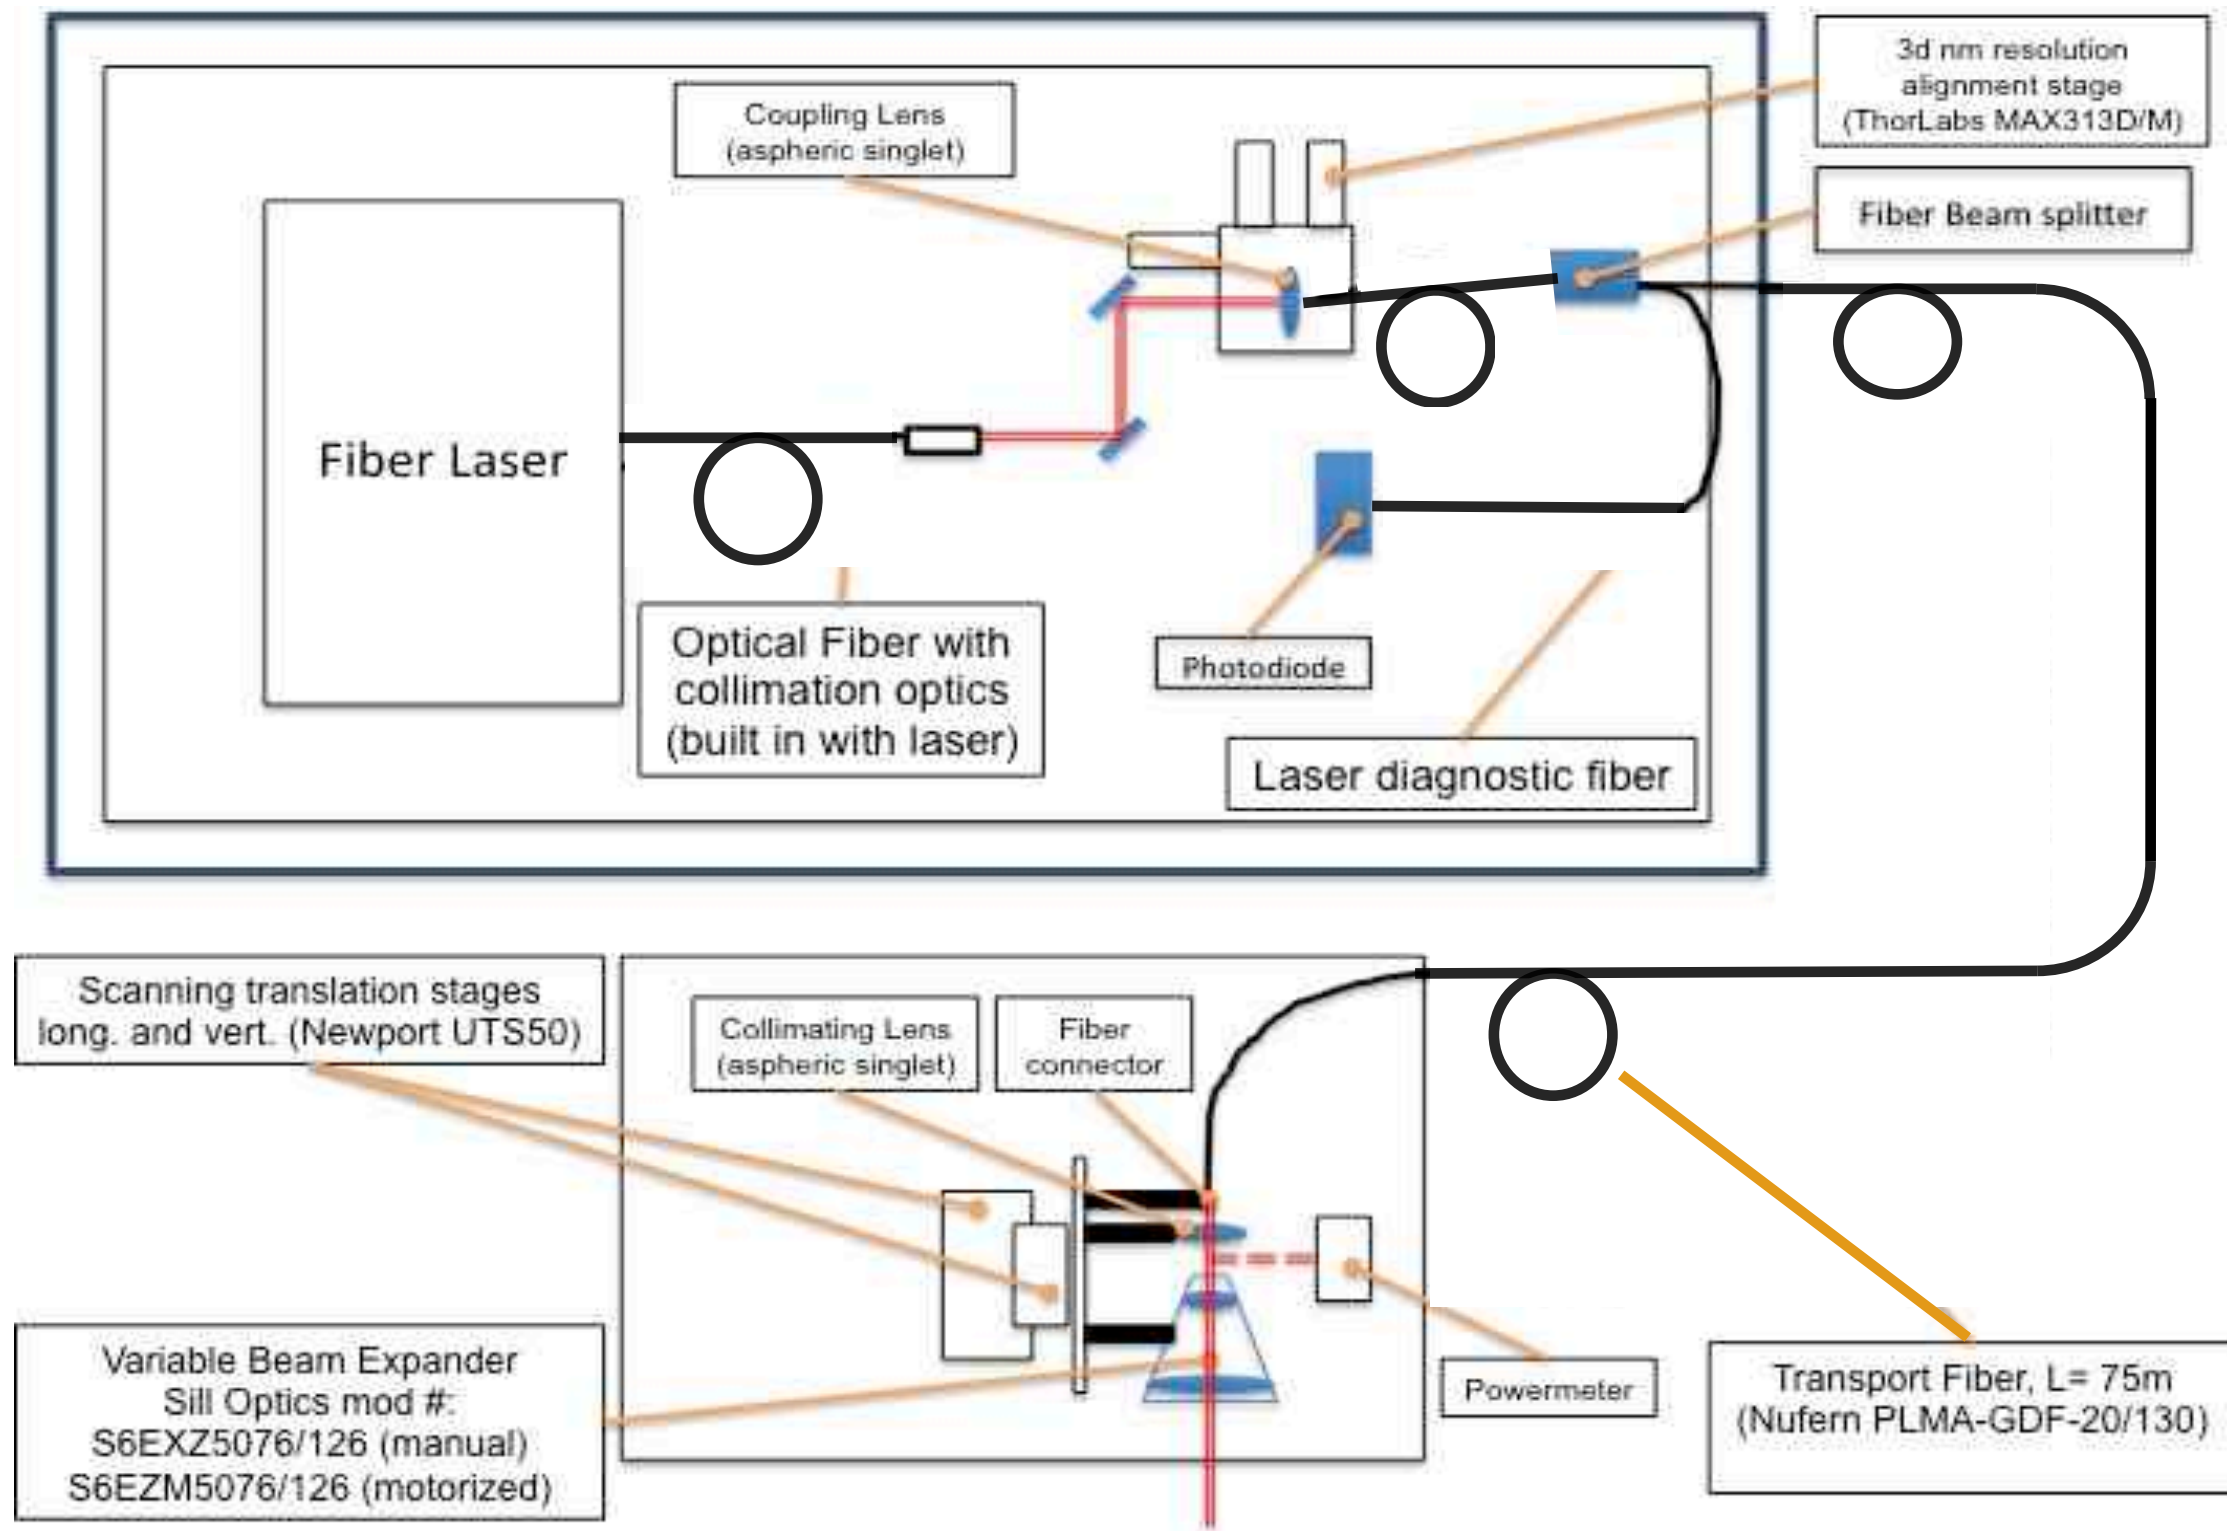 3d nm resolution
alignment stage
(ThorLabs MAX313D/M)
Coupling Lens
(aspheric singlet)
Fiber Beam splitter
Fiber Laser
Optical Fiber with
collimation optics
(built in with laser)
Photodiode
Laser diagnostic fiber
Scanning translation stages
long. and vert. (Newport UTS50)
Collimating Lens
(aspheric singlet)
Fiber
connector
Variable Beam Expander
Sill Optics mod #:
S6EXZ5076/126 (manual)
S6EZM5076/126 (motorized)
Powermeter
Transport Fiber, L= 75m
(Nufern PLMA-GDF-20/130)